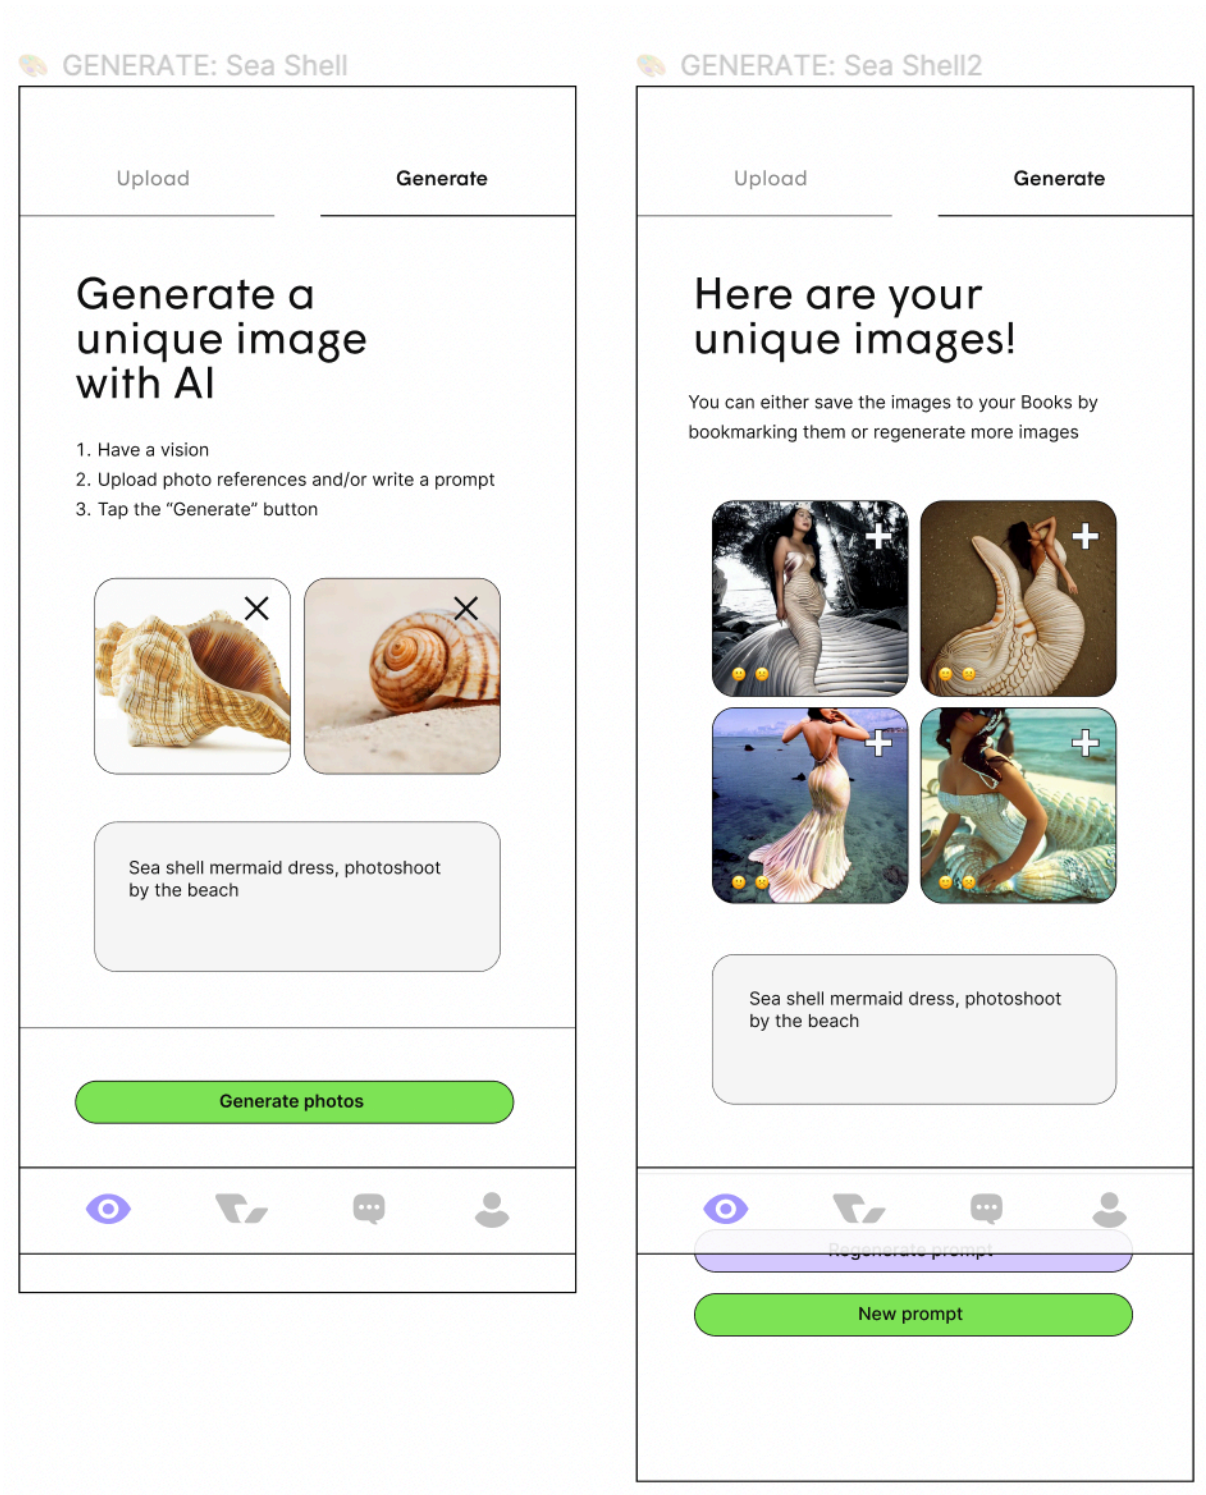 GENERATE: Sea Shell
Upload
Generate
Generate a
unique image
with AI
1. Have a vision
2. Upload photo references and/or write a prompt
3. Tap the “Generate” button
Sea shell mermaid dress, photoshoot
by the beach
Generate photos
GENERATE: Sea Shell2
Upload
Generate
Here are your
unique images!
You can either save the images to your Books by
bookmarking them or regenerate more images
Sea shell mermaid dress, photoshoot
by the beach
Regenerate prompt
New prompt